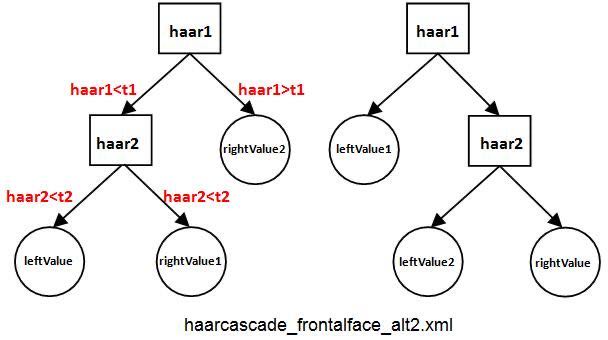 haar1
haar1
haar1<t1
haar1>t1
haar2
rightValue2
leftValue1
haar2
haar2<t2
haar2<t2
leftValue
rightValue1
leftValue2
rightValue
haarcascade_frontalface_alt2.xml